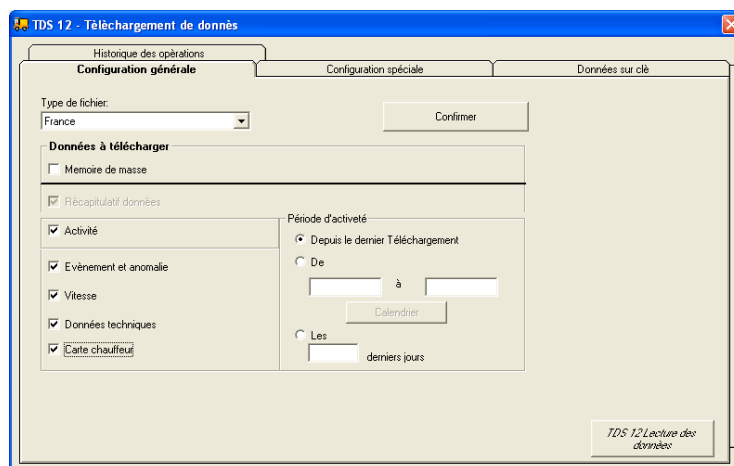 TDS 12 - Tèlèchargement de donnès
Historique des opèrations
Configuration générale
Configuration spéciale
Données sur clè
Type de fichier:
France
Confirmer
Données à télécharger
Memoire de masse
Rècapitulatif données
Activité
Evènement et anomalie
Vitesse
Données techniques
Carte chauffeur
Période d'activeté
Depuis le dernier Téléchargement
De
à
Calendrier
Les
derniers jours
TDS 12 Lecture des
données